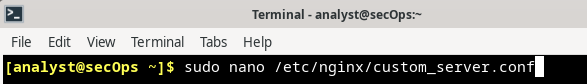 Terminal - analyst@secOps:~
File Edit View Terminal Tabs Help
[analyst@secOps ~]$ sudo nano /etc/nginx/custom_server.conf